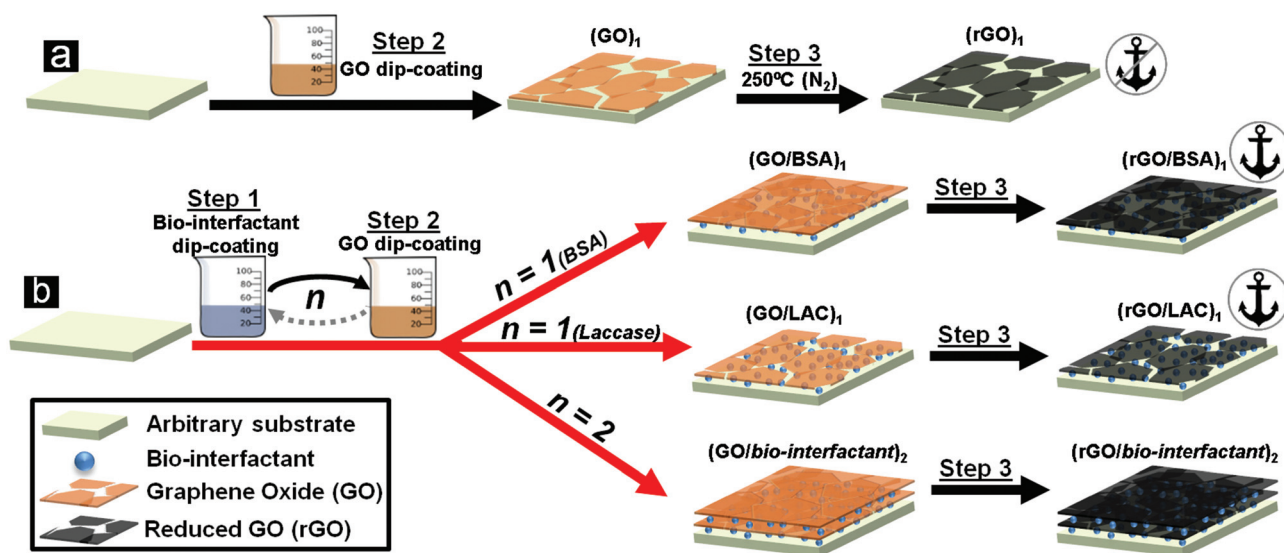 a
100
80
60
40
20
Step 2
GO dip-coating
(GO)₁
Step 3
250ºC (N₂)
(rGO)₁
b
Step 1
Bio-interfactant
dip-coating
100
80
60
40
20
n
Step 2
GO dip-coating
100
80
60
40
20
n = 1(BSA)
(GO/BSA)₁
Step 3
(rGO/BSA)₁
n = 1(Laccase)
(GO/LAC)₁
Step 3
(rGO/LAC)₁
n = 2
(GO/bio-interfactant)₂
Step 3
(rGO/bio-interfactant)₂
Arbitrary substrate
Bio-interfactant
Graphene Oxide (GO)
Reduced GO (rGO)